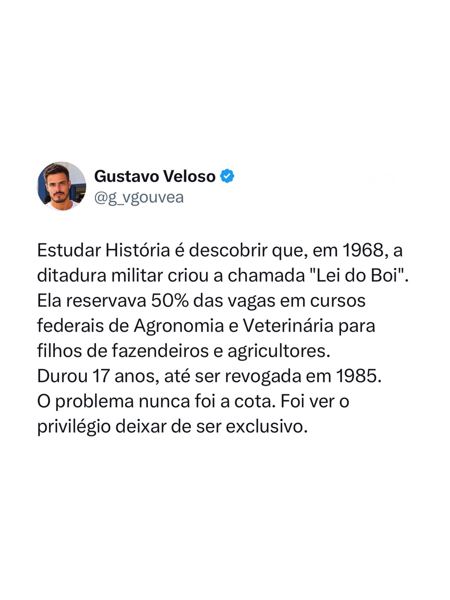 Gustavo Veloso
@g_vgouvea
Estudar História é descobrir que, em 1968, a
ditadura militar criou a chamada "Lei do Boi".
Ela reservava 50% das vagas em cursos
federais de Agronomia e Veterinária para
filhos de fazendeiros e agricultores.
Durou 17 anos, até ser revogada em 1985.
O problema nunca foi a cota. Foi ver o
privilégio deixar de ser exclusivo.